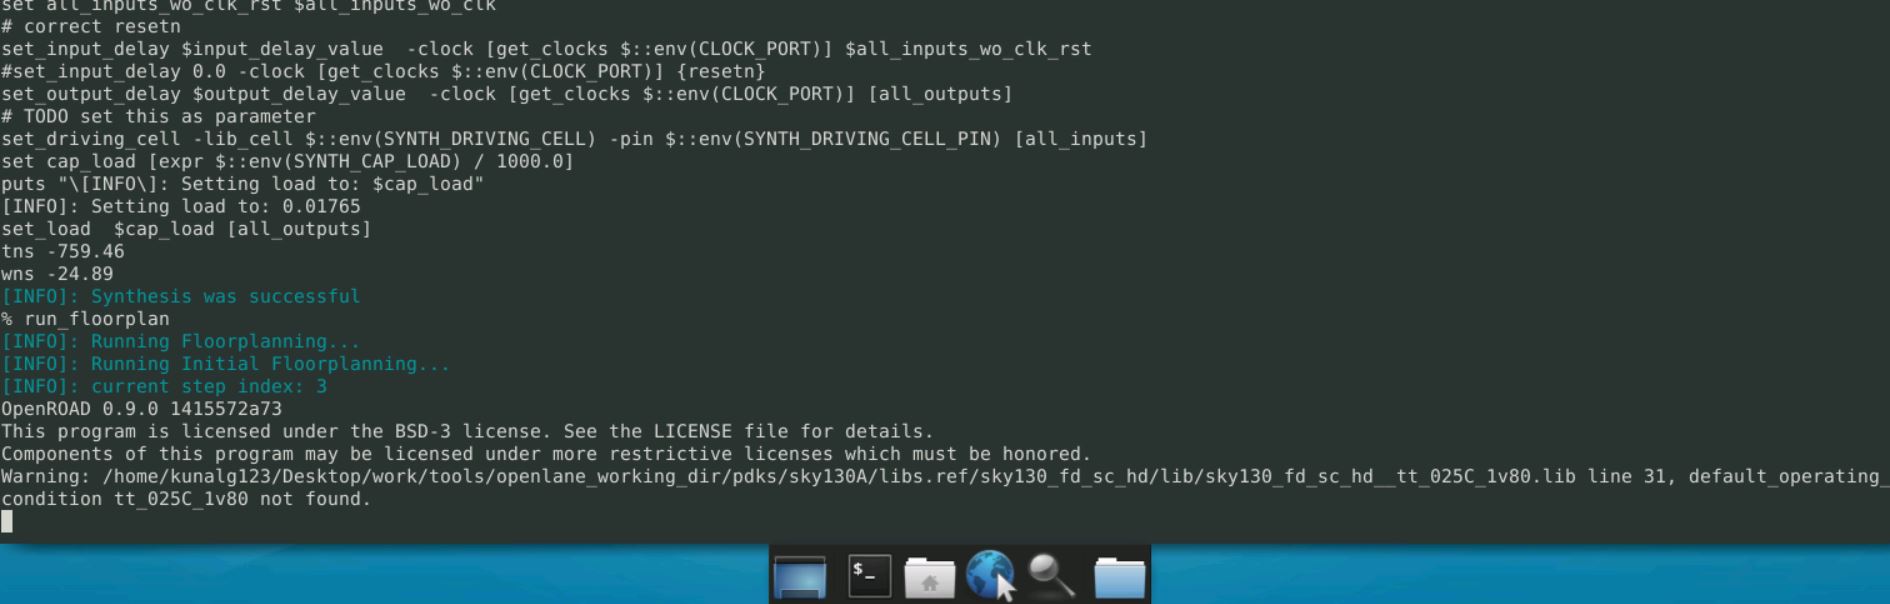 set all_inputs_wo_clk_rst $all_inputs_wo_clk
# correct resetn
set_input_delay $input_delay_value  -clock [get_clocks $::env(CLOCK_PORT)] $all_inputs_wo_clk_rst
#set_input_delay 0.0 -clock [get_clocks $::env(CLOCK_PORT)] {resetn}
set_output_delay $output_delay_value  -clock [get_clocks $::env(CLOCK_PORT)] [all_outputs]
# TODO set this as parameter
set_driving_cell -lib_cell $::env(SYNTH_DRIVING_CELL) -pin $::env(SYNTH_DRIVING_CELL_PIN) [all_inputs]
set cap_load [expr $::env(SYNTH_CAP_LOAD) / 1000.0]
puts "\[INFO\]: Setting load to: $cap_load"
[INFO]: Setting load to: 0.01765
set_load  $cap_load [all_outputs]
tns -759.46
wns -24.89
[INFO]: Synthesis was successful
% run_floorplan
[INFO]: Running Floorplanning...
[INFO]: Running Initial Floorplanning...
[INFO]: current step index: 3
OpenROAD 0.9.0 1415572a73
This program is licensed under the BSD-3 license. See the LICENSE file for details.
Components of this program may be licensed under more restrictive licenses which must be honored.
Warning: /home/kunalg123/Desktop/work/tools/openlane_working_dir/pdks/sky130A/libs.ref/sky130_fd_sc_hd/lib/sky130_fd_sc_hd__tt_025C_1v80.lib line 31, default_operating_
condition tt_025C_1v80 not found.
$_